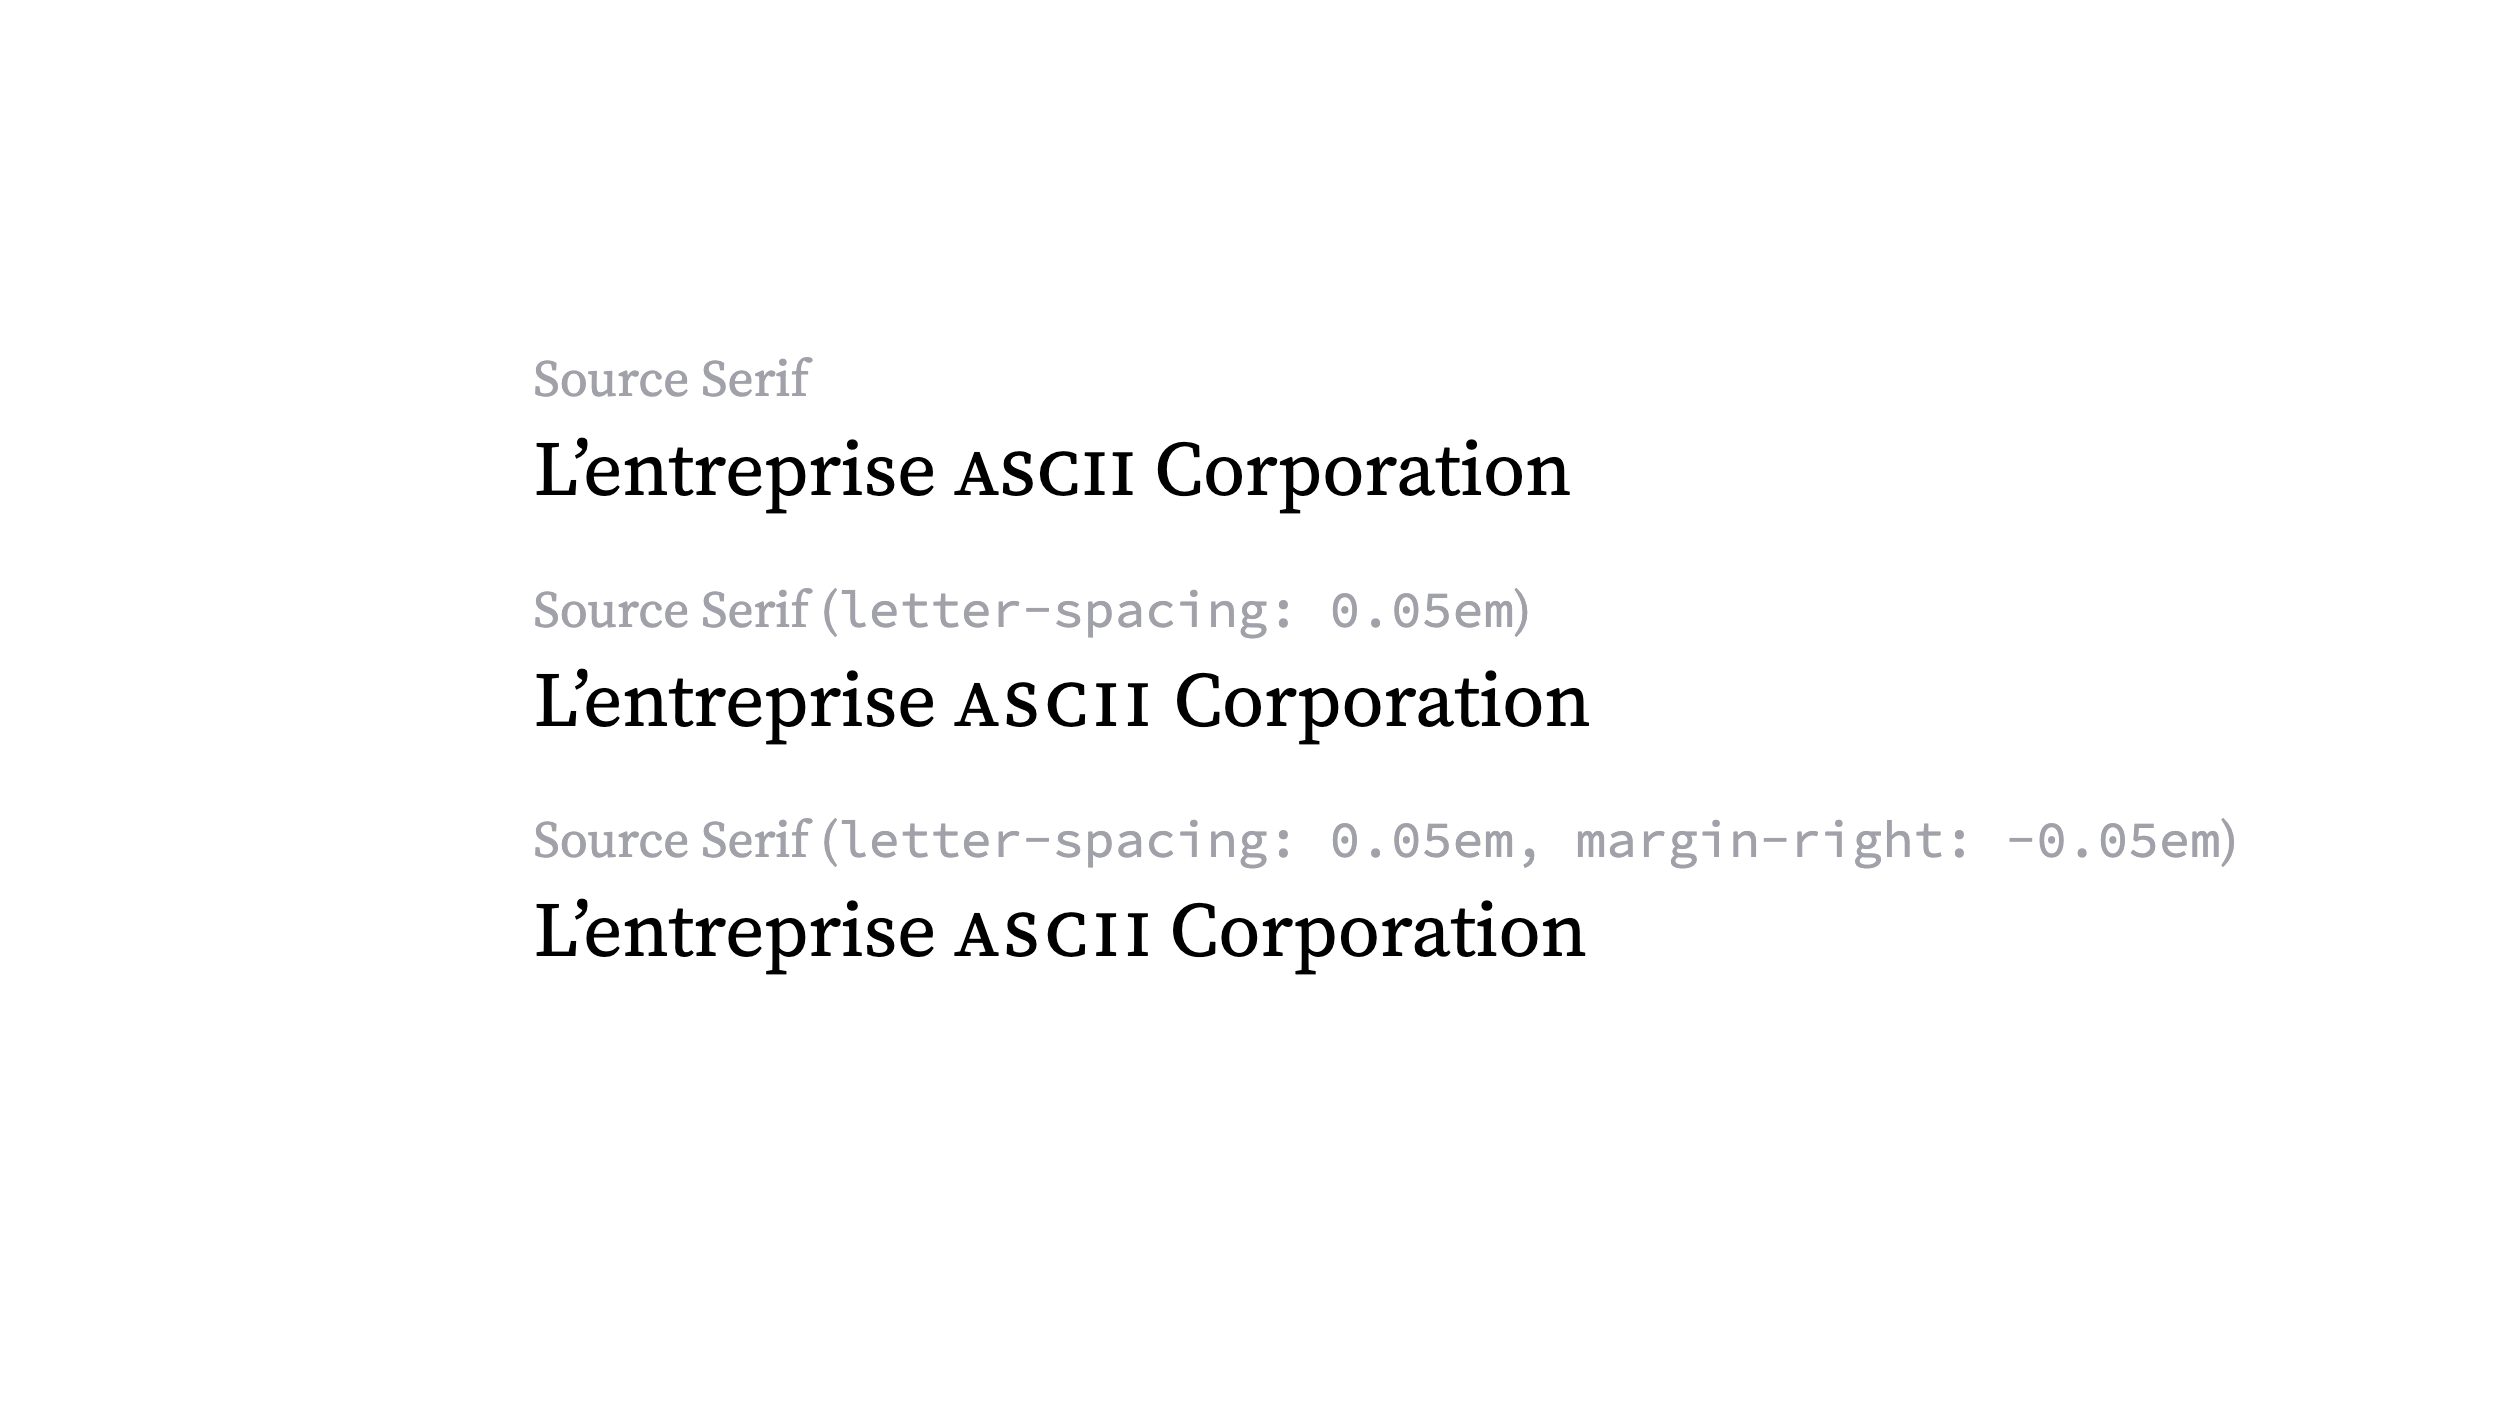 Source Serif
L’entreprise ASCII Corporation
Source Serif (letter-spacing: 0.05em)
L’entreprise ASCII Corporation
Source Serif (letter-spacing: 0.05em, margin-right: -0.05em)
L’entreprise ASCII Corporation